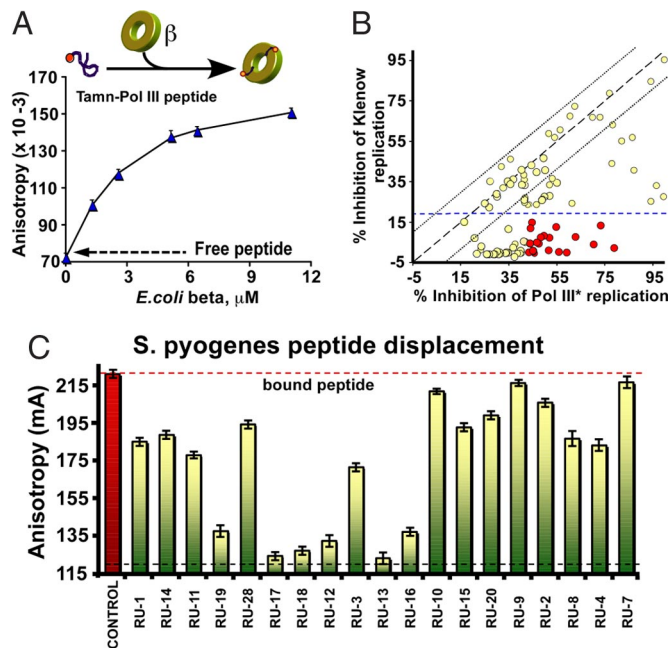 A
β
Tamn-Pol III peptide
Anisotropy (x 10 -3)
170
150
130
110
90
70
Free peptide
0
3
6
9
12
E.coli beta, μM
B
% Inhibition of Klenow
replication
95
75
55
35
15
-5
-5
15
35
55
75
95
% Inhibition of Pol III* replication
C
S. pyogenes peptide displacement
bound peptide
Anisotropy (mA)
215
195
175
155
135
115
CONTROL
RU-1
RU-14
RU-11
RU-19
RU-28
RU-17
RU-18
RU-12
RU-3
RU-13
RU-16
RU-10
RU-15
RU-20
RU-9
RU-2
RU-8
RU-4
RU-7